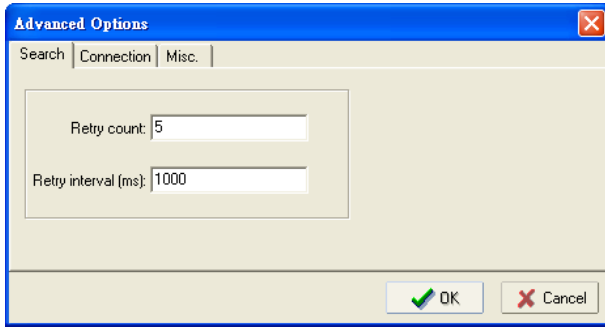 Advanced Options
Search Connection Misc.
Retry count: 5
Retry interval (ms): 1000
OK Cancel